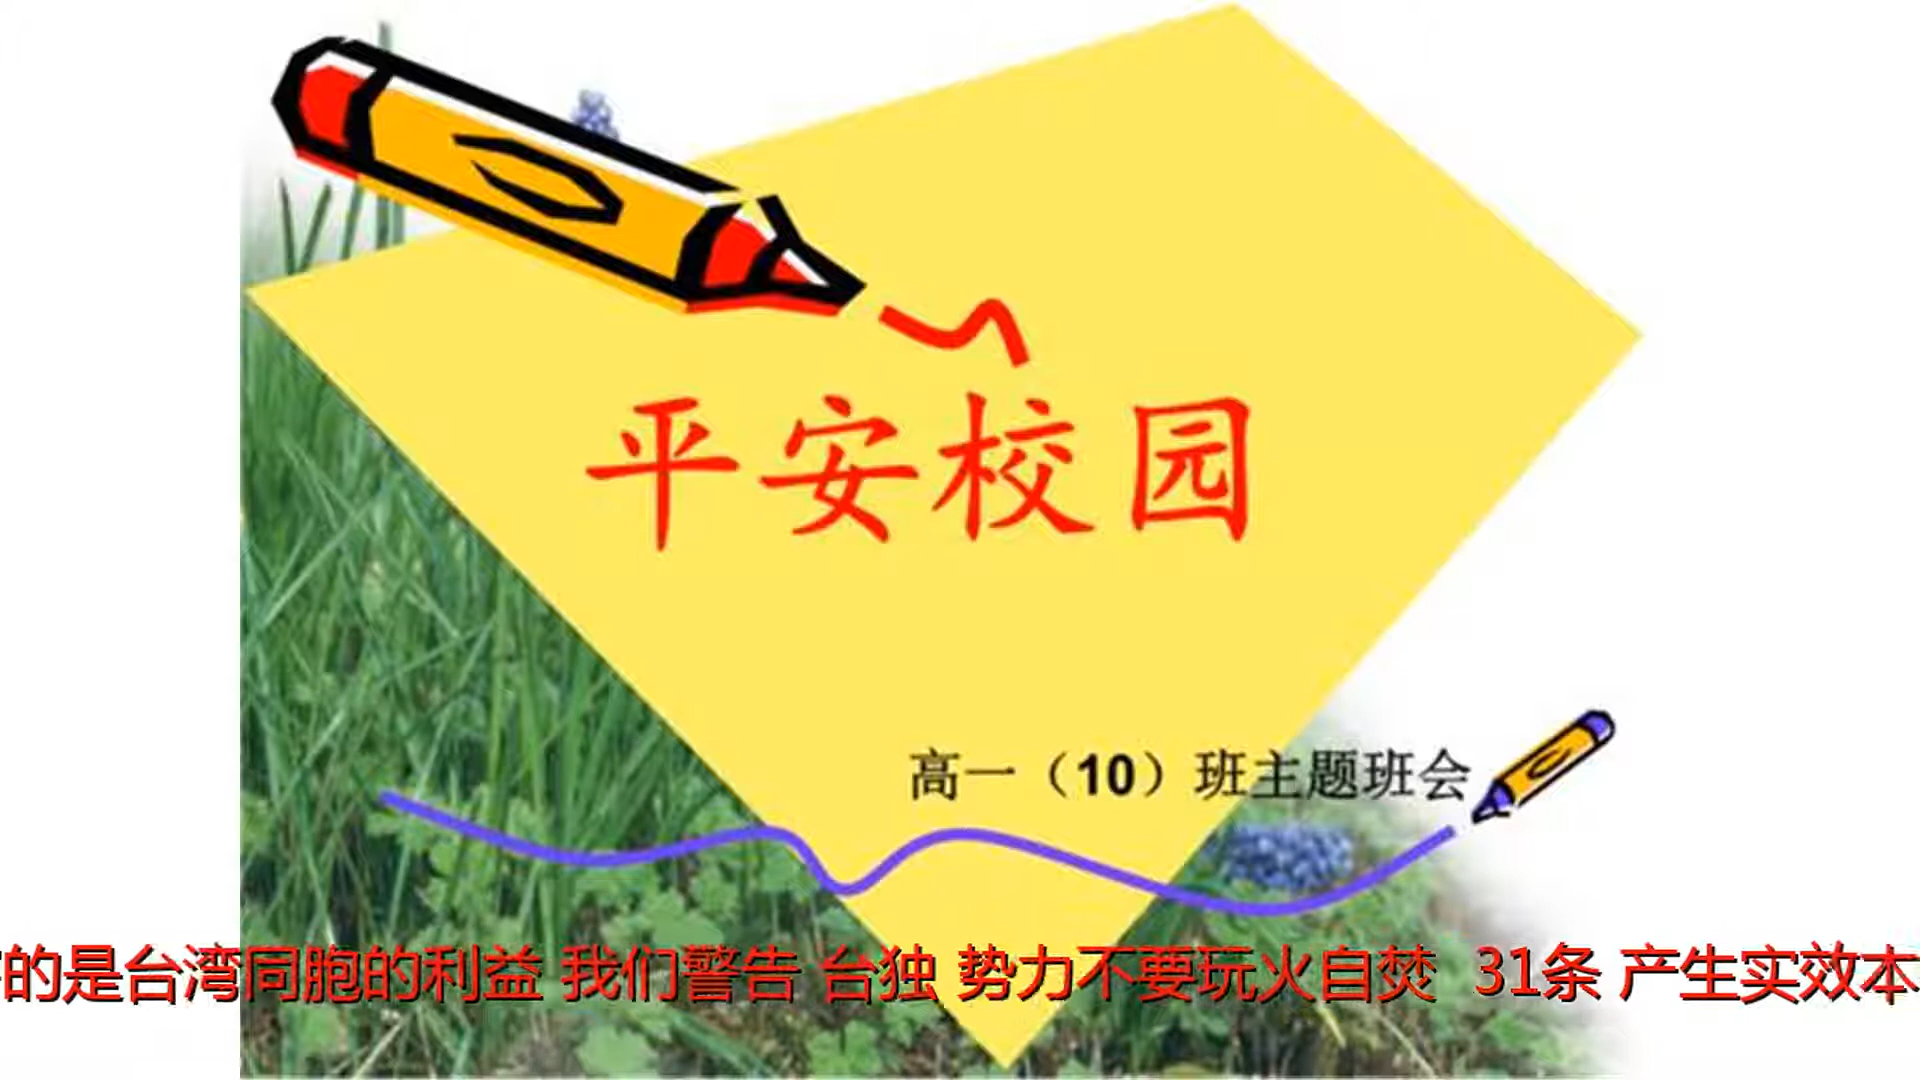 平安校园
高一（10）班主题班会
的是台湾同胞的利益 我们警告 台独 势力不要玩火自焚 31条 产生实效本